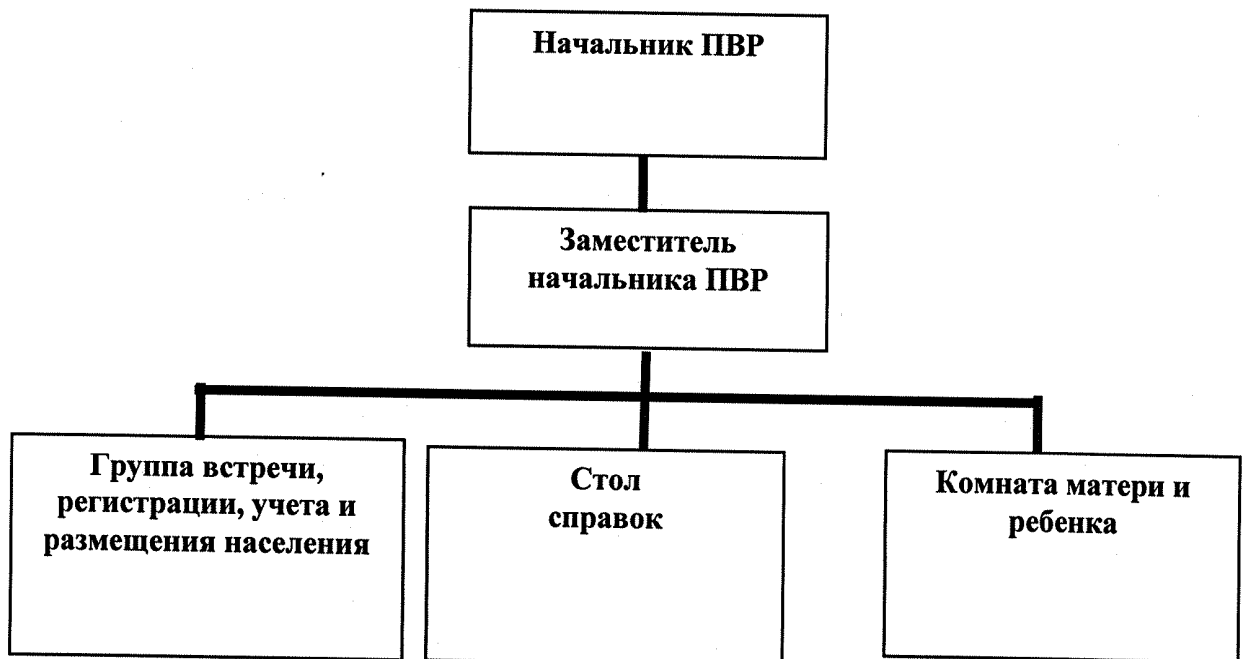 Начальник ПВР
Заместитель
начальника ПВР
Группа встречи,
регистрации, учета и
размещения населения
Стол
справок
Комната матери и
ребенка